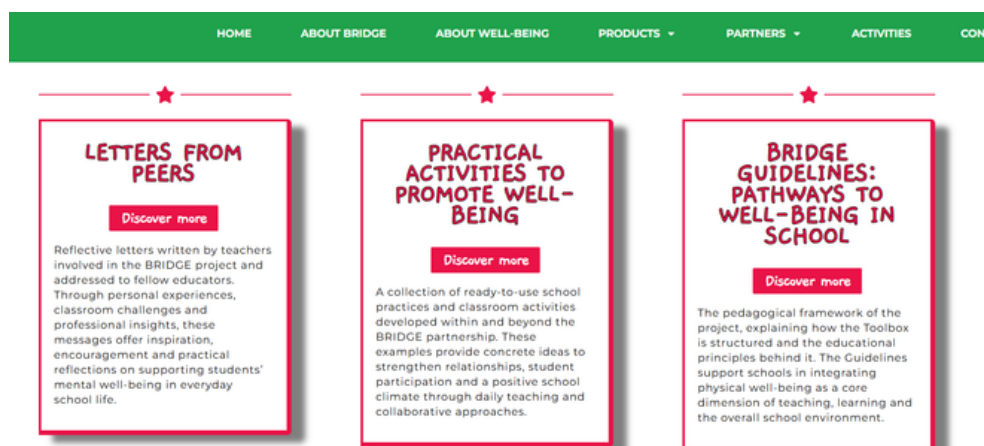 HOME ABOUT BRIDGE ABOUT WELL-BEING PRODUCTS PARTNERS ACTIVITIES
LETTERS FROM
PEERS
Discover more
Reflective letters written by teachers
involved in the BRIDGE project and
addressed to fellow educators.
Through personal experiences,
classroom challenges and
professional insights, these
messages offer inspiration,
encouragement and practical
reflections on supporting students'
mental well-being in everyday
school life.
PRACTICAL
ACTIVITIES TO
PROMOTE WELL-
BEING
Discover more
A collection of ready-to-use school
practices and classroom activities
developed within and beyond the
BRIDGE partnership. These
examples provide concrete ideas to
strengthen relationships, student
participation and a positive school
climate through daily teaching and
collaborative approaches.
BRIDGE
GUIDELINES:
PATHWAYS TO
WELL-BEING IN
SCHOOL
Discover more
The pedagogical framework of the
project, explaining how the Toolbox
is structured and the educational
principles behind it. The Guidelines
support schools in integrating
physical well-being as a core
dimension of teaching, learning and
the overall school environment.